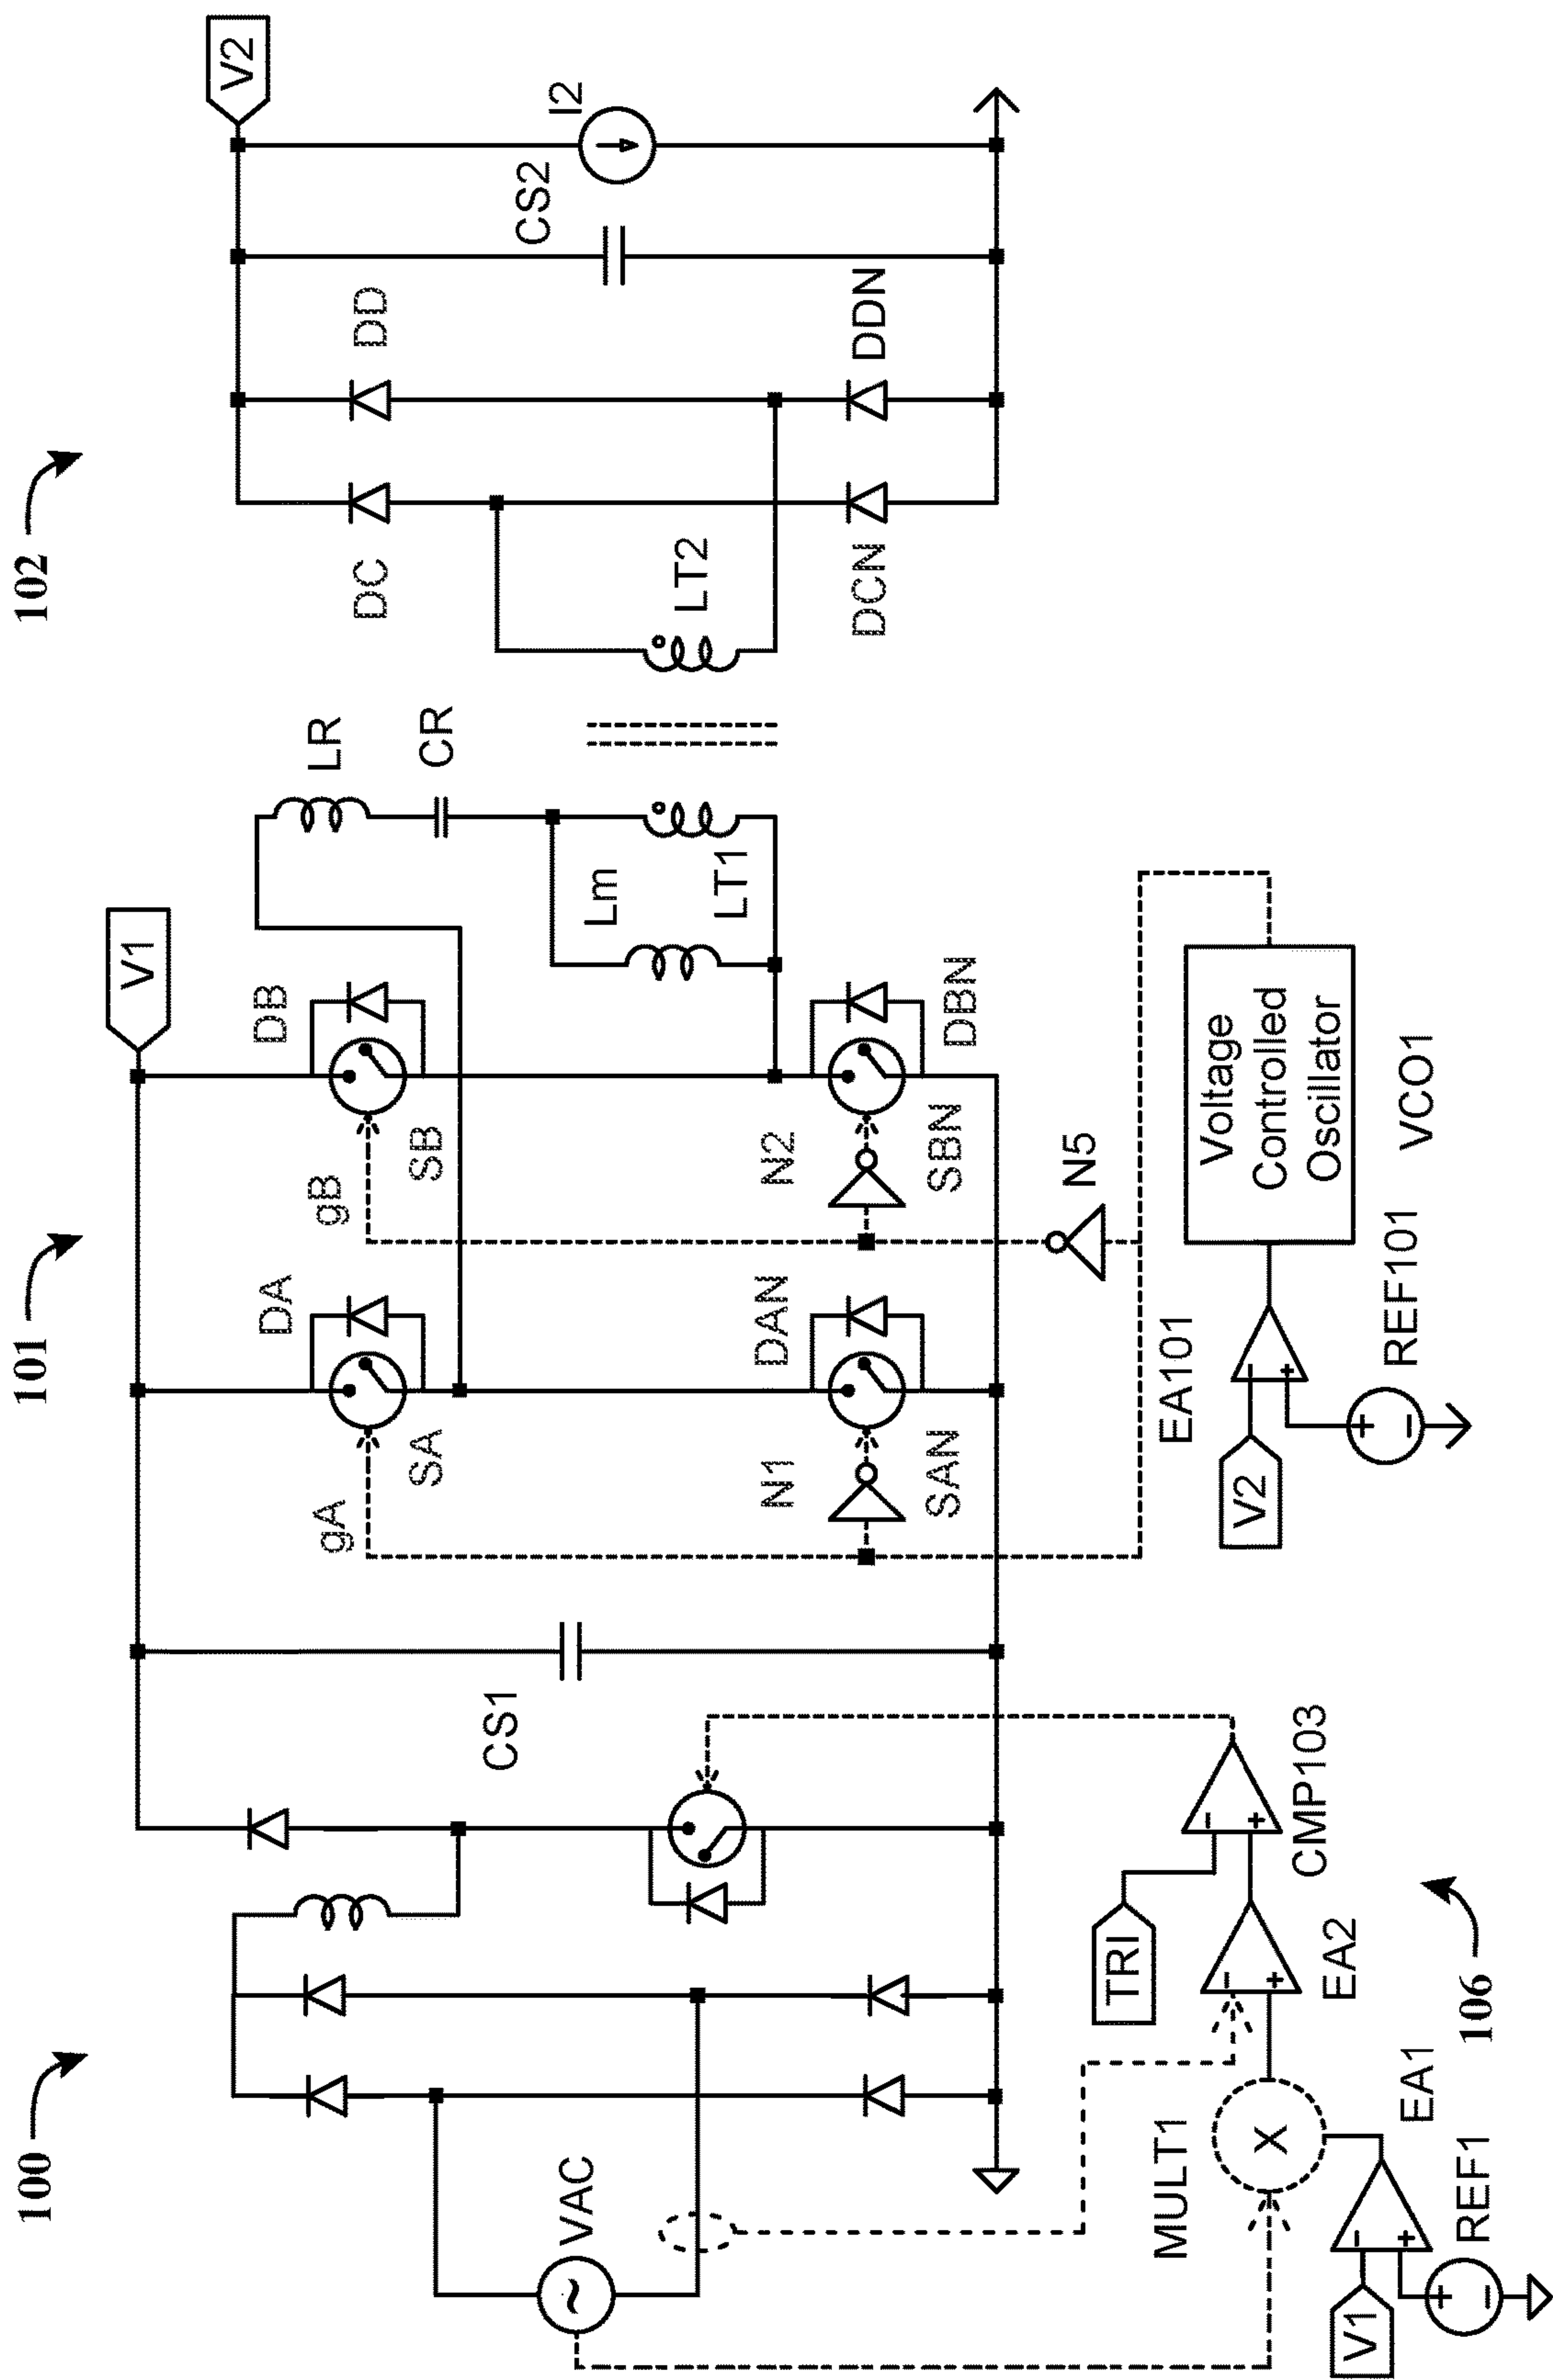 100
101
102
V1
V2
DA
DB
DC
DD
LR
CR
I2
gA
SA
gB
SB
CS1
CS2
VAC
Lm
LT1
LT2
N1
DAN
SAN
N2
DBN
SBN
DCN
DDN
N5
MULT1
X
TRI
EA2
CMP103
V1
REF1
EA1
106
V2
EA101
REF101
Voltage
Controlled
Oscillator
VCO1
~
-
+
-
+
-
+
+
-
-
+
+
-